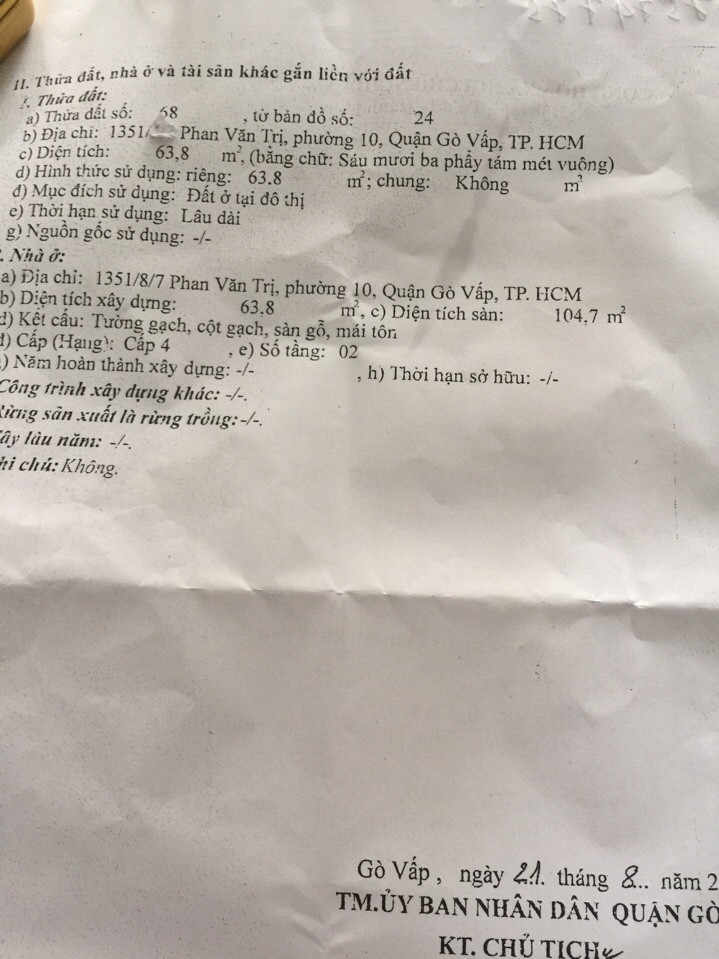 II. Thửa đất, nhà ở và tài sản khác gắn liền với đất
1. Thửa đất:
a) Thửa đất số: 68 , tờ bản đồ số: 24
b) Địa chỉ: 1351/ Phan Văn Trị, phường 10, Quận Gò Vấp, TP. HCM
c) Diện tích: 63,8 m², (bằng chữ: Sáu mươi ba phẩy tám mét vuông)
d) Hình thức sử dụng: riêng: 63.8 m²; chung: Không m²
đ) Mục đích sử dụng: Đất ở tại đô thị
e) Thời hạn sử dụng: Lâu dài
g) Nguồn gốc sử dụng: -/-
. Nhà ở:
a) Địa chỉ: 1351/8/7 Phan Văn Trị, phường 10, Quận Gò Vấp, TP. HCM
b) Diện tích xây dựng: 63,8 m², c) Diện tích sàn: 104,7 m²
d) Kết cấu: Tường gạch, cột gạch, sàn gỗ, mái tôn
đ) Cấp (Hạng): Cấp 4 , e) Số tầng: 02
) Năm hoàn thành xây dựng: -/- , h) Thời hạn sở hữu: -/-
Công trình xây dựng khác: -/-.
Rừng sản xuất là rừng trồng: -/-.
ây lâu năm: -/-.
hi chú: Không.
Gò Vấp , ngày 21. tháng 8.. năm 2
TM.ỦY BAN NHÂN DÂN QUẬN GÒ
KT. CHỦ TỊCH